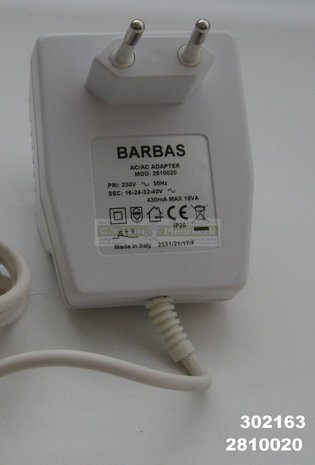 BARBAS
AC/AC ADAPTER
MOD: 2810020
PRI: 230V ~ 50Hz
SEC: 16-24-32-40V ~
430mA MAX 18VA
CE
IP20
Made in Italy
302163
2810020